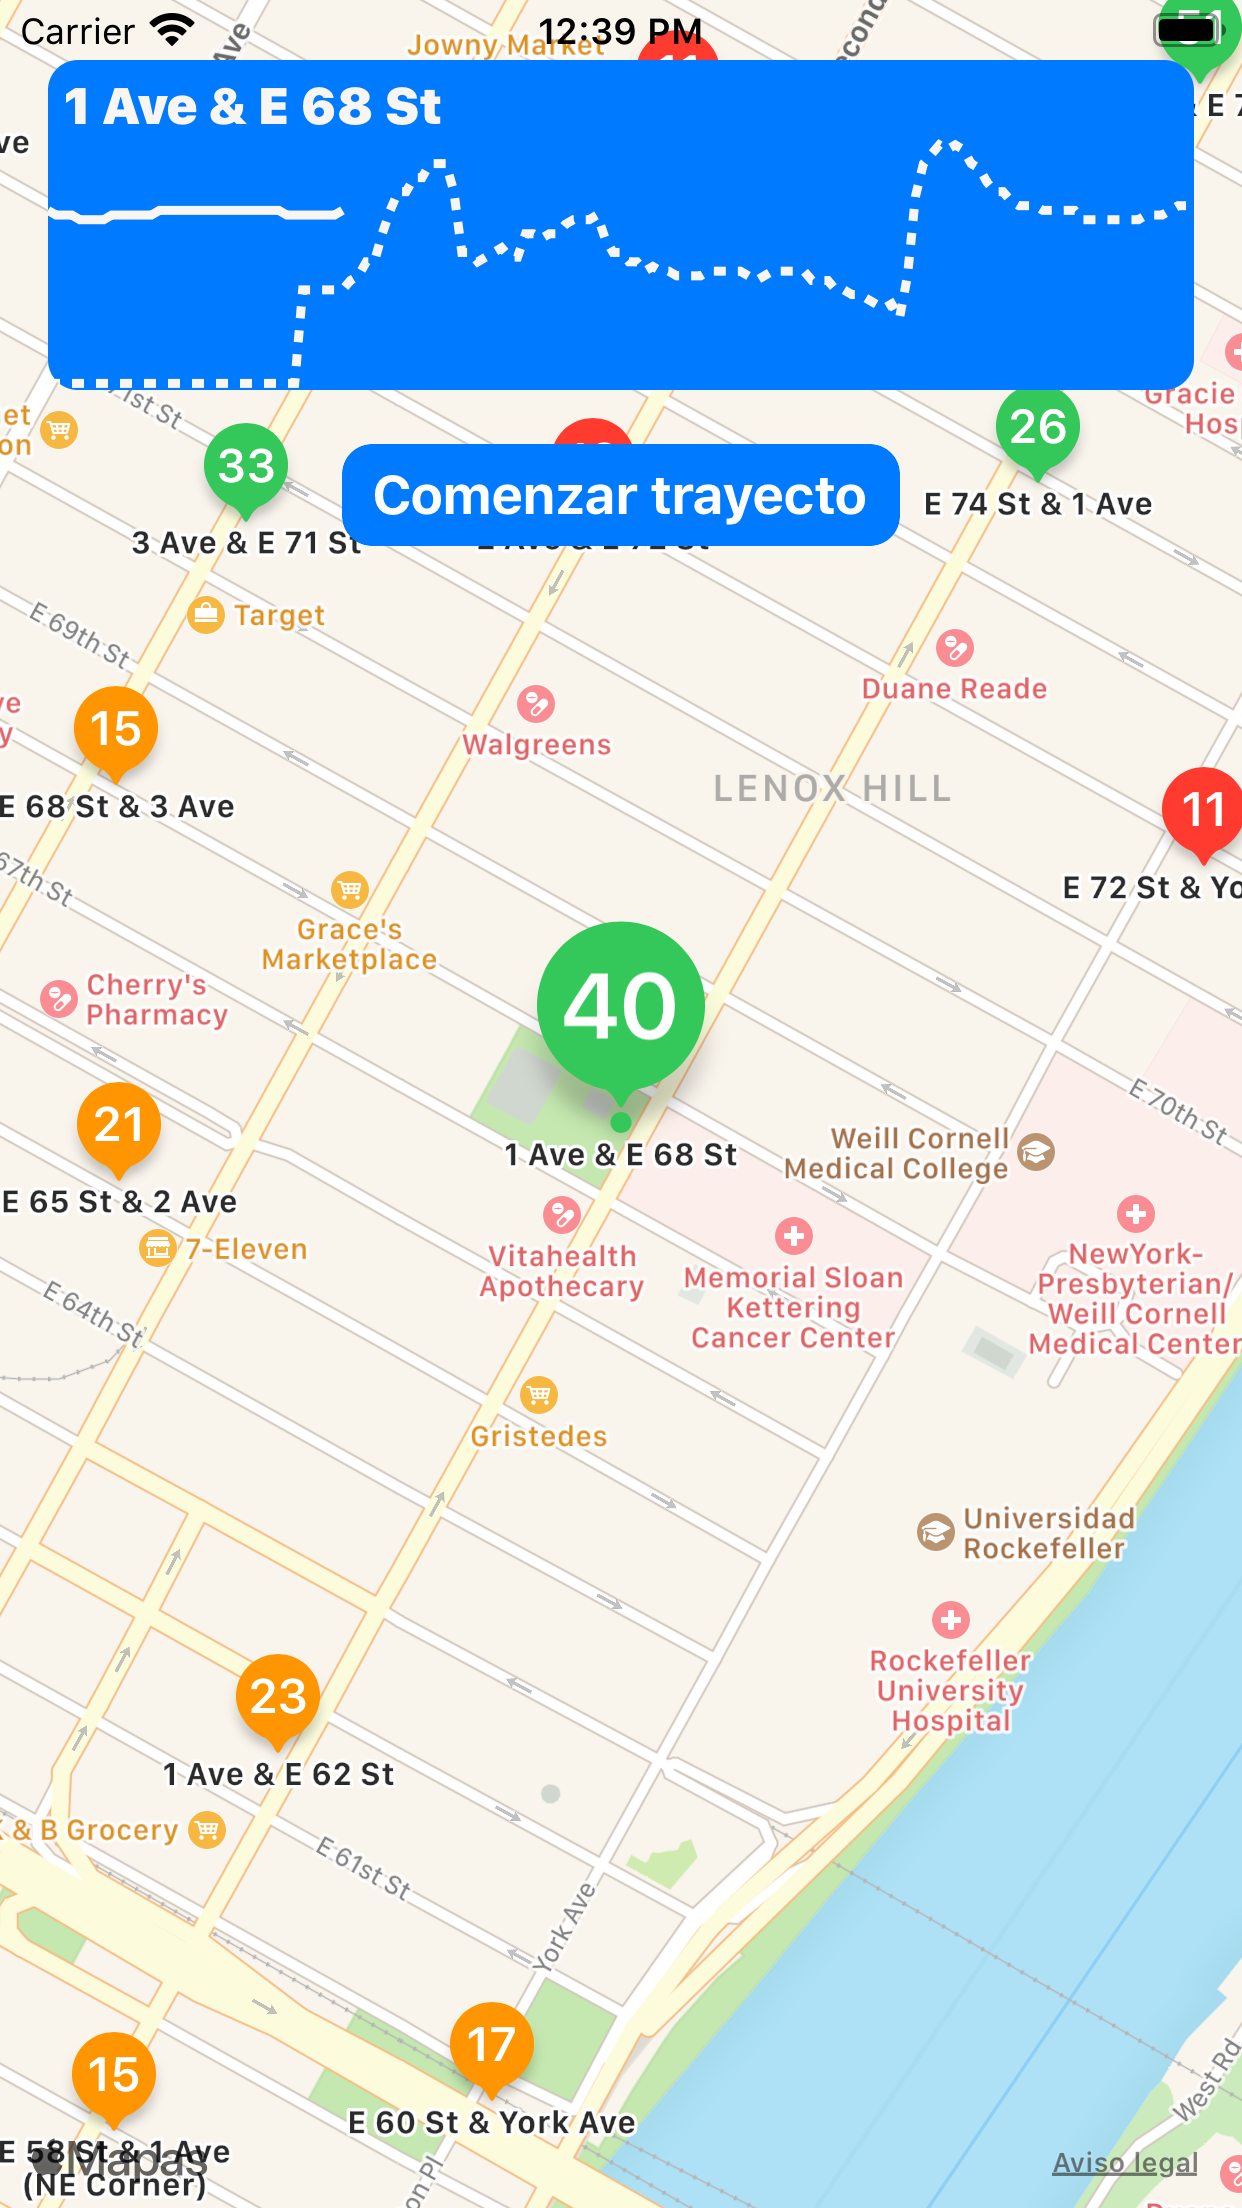 Carrier
12:39 PM
Jowny Market
Ave
1 Ave & E 68 St
71st St
33
3 Ave & E 71 St
Comenzar trayecto
26
E 74 St & 1 Ave
Gracie
E 69th St
Target
Duane Reade
Walgreens
15
E 68 St & 3 Ave
LENOX HILL
11
E 72 St & Yo
67th St
Grace's
Marketplace
Cherry's
Pharmacy
40
1 Ave & E 68 St
E 70th St
21
E 65 St & 2 Ave
Weill Cornell
Medical College
7-Eleven
Vitahealth
Apothecary
Memorial Sloan
Kettering
Cancer Center
NewYork-
Presbyterian/
Weill Cornell
Medical Center
E 64th St
Gristedes
Universidad
Rockefeller
Rockefeller
University
Hospital
23
1 Ave & E 62 St
& B Grocery
E 61st St
York Ave
17
E 60 St & York Ave
15
E 58 St & 1 Ave
(NE Corner)
Mapas
West Rd
Aviso legal